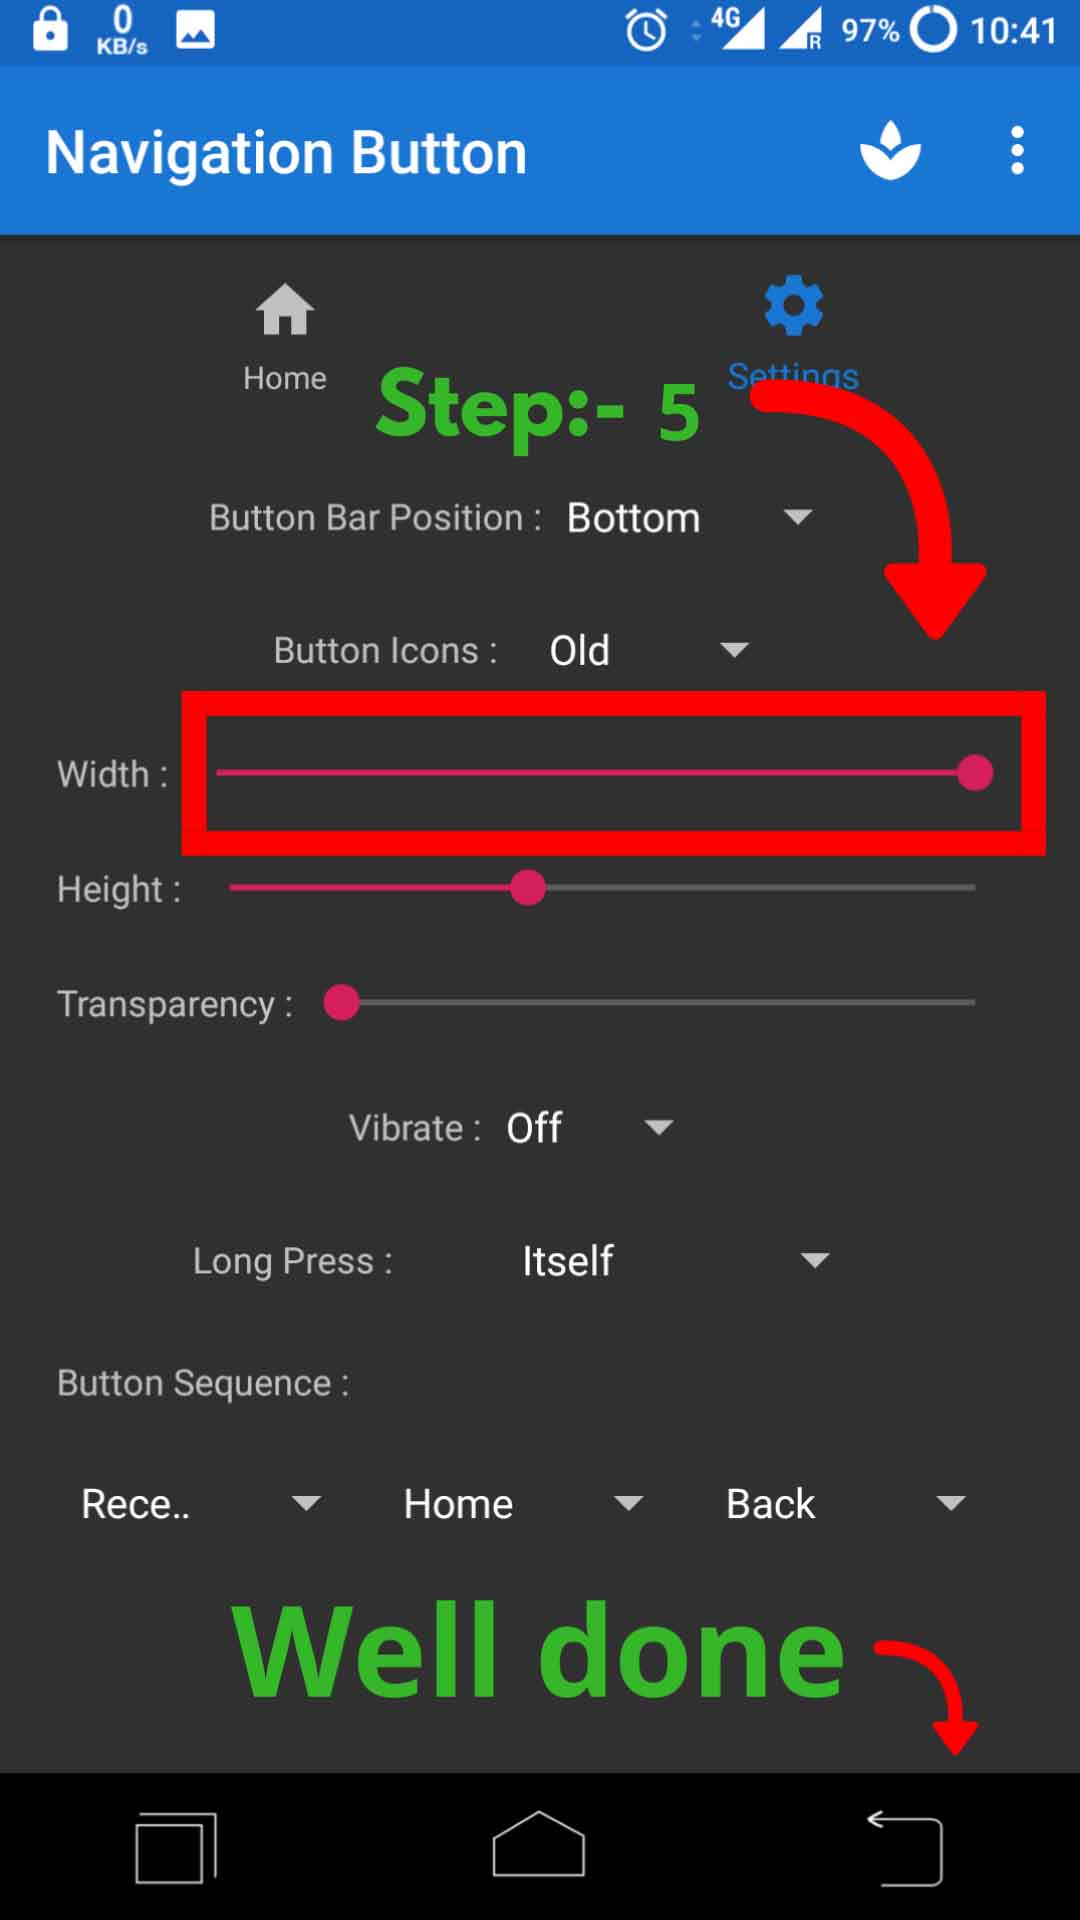 0
KB/s
4G
R
97%
10:41
Navigation Button
Home
Settings
Step:- 5
Button Bar Position : Bottom
Button Icons : Old
Width :
Height :
Transparency :
Vibrate : Off
Long Press : Itself
Button Sequence :
Rece.. Home Back
Well done